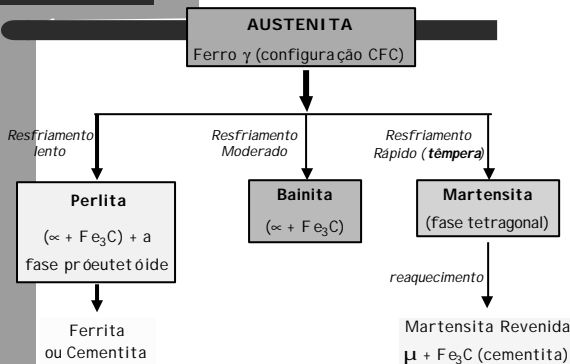 AUSTENITA
Ferro γ (configuração CFC)
Resfriamento
lento
Resfriamento
Moderado
Resfriamento
Rápido (têmpera)
Perlita
(∝ + Fe₃C) + a
fase próeutetóide
Bainita
(∝ + Fe₃C)
Martensita
(fase tetragonal)
reaquecimento
Ferrita
ou Cementita
Martensita Revenida
μ + Fe₃C (cementita)